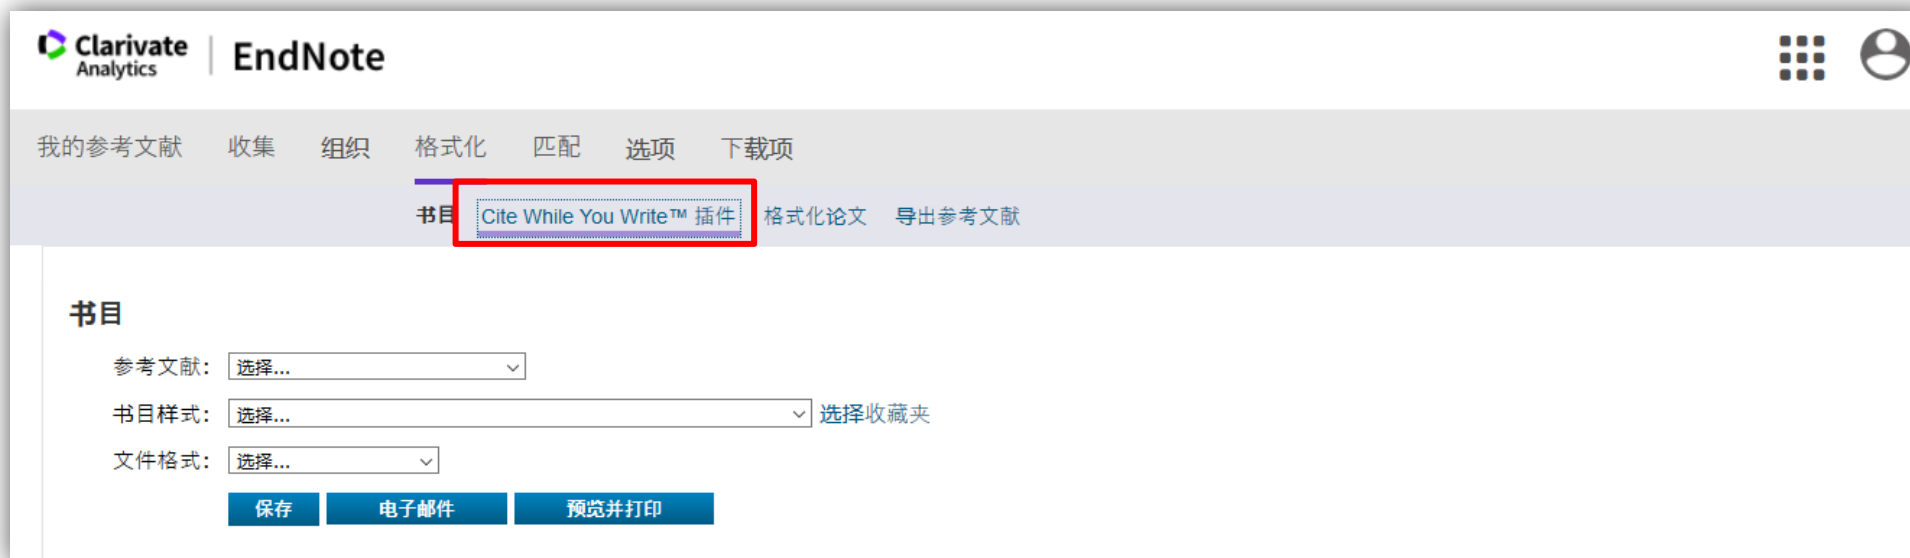 Clarivate
Analytics
EndNote
我的参考文献 收集 组织 格式化 匹配 选项 下载项
书目 Cite While You Write™ 插件 格式化论文 导出参考文献
书目
参考文献: 选择...
书目样式: 选择... 选择收藏夹
文件格式: 选择...
保存 电子邮件 预览并打印